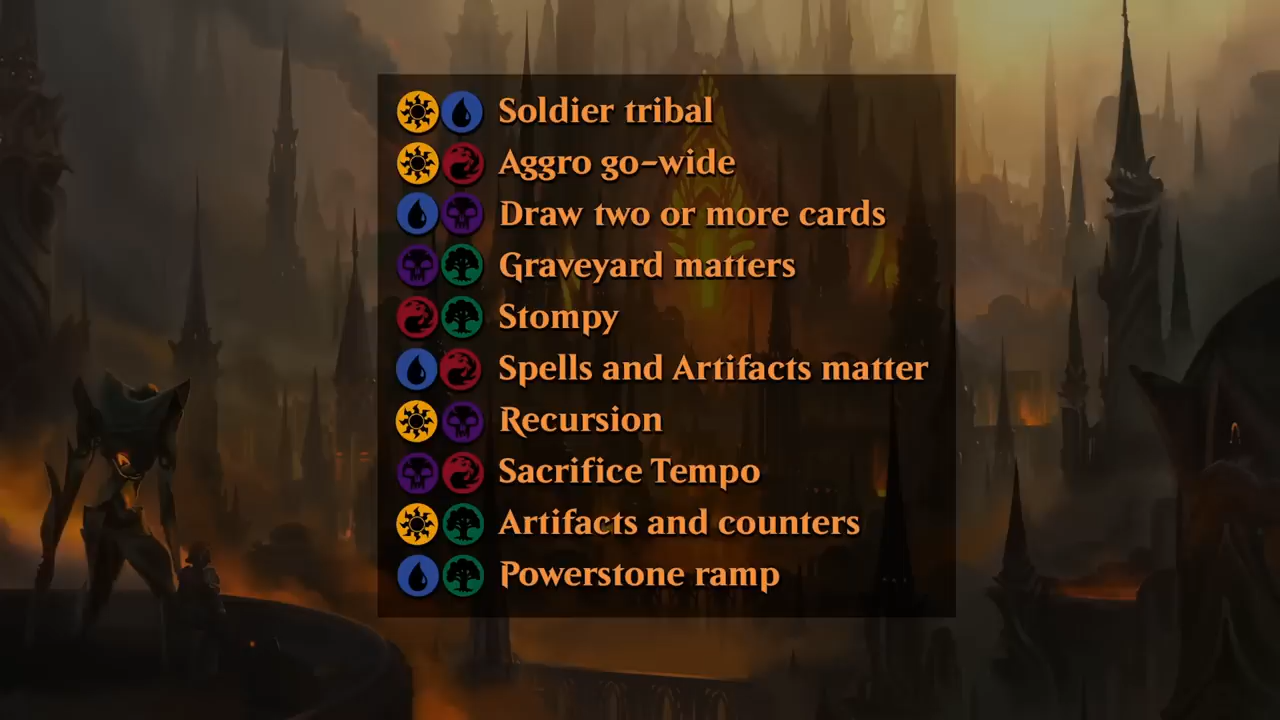 Soldier tribal
Aggro go-wide
Draw two or more cards
Graveyard matters
Stompy
Spells and Artifacts matter
Recursion
Sacrifice Tempo
Artifacts and counters
Powerstone ramp